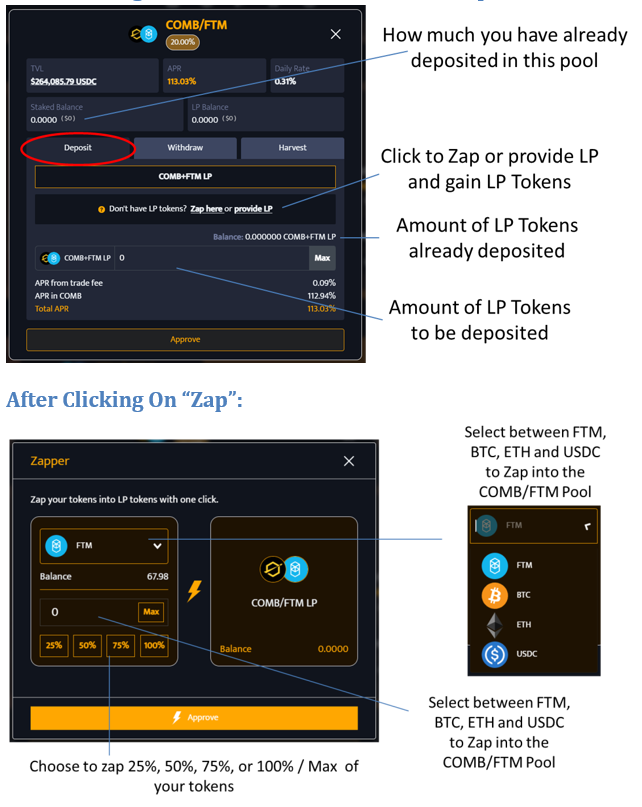 COMB/FTM
20.00%
How much you have already
deposited in this pool
TVL
$264,085.79 USDC
APR
113.03%
Daily Rate
0.31%
Staked Balance
0.0000 ($0)
LP Balance
0.0000 ($0)
Deposit
Withdraw
Harvest
COMB+FTM LP
Don't have LP tokens? Zap here or provide LP
Click to Zap or provide LP
and gain LP Tokens
Balance: 0.000000 COMB+FTM LP
Amount of LP Tokens
already deposited
COMB+FTM LP 0 Max
APR from trade fee 0.09%
APR in COMB 112.94%
Total APR 113.03%
Amount of LP Tokens
to be deposited
Approve
After Clicking On “Zap”:
Zapper
Zap your tokens into LP tokens with one click.
FTM
Balance 67.98
0 Max
25% 50% 75% 100%
COMB/FTM LP
Balance 0.0000
Approve
Select between FTM,
BTC, ETH and USDC
to Zap into the
COMB/FTM Pool
FTM
FTM
BTC
ETH
USDC
Select between FTM,
BTC, ETH and USDC
to Zap into the
COMB/FTM Pool
Choose to zap 25%, 50%, 75%, or 100% / Max of
your tokens